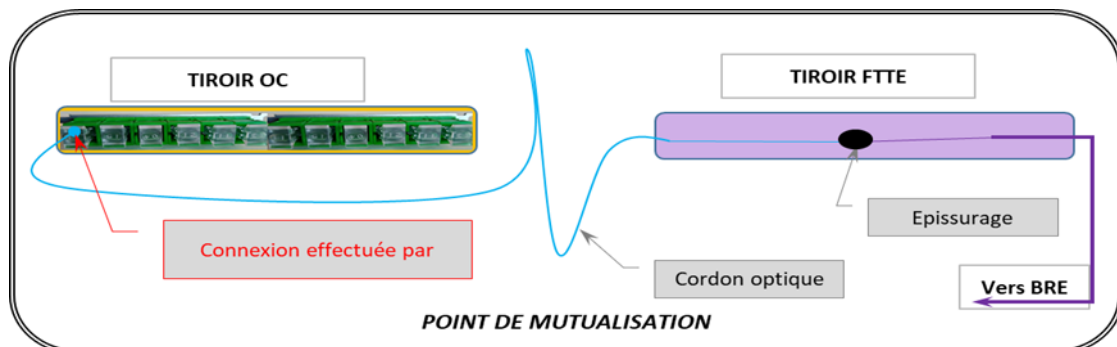 TIROIR OC
TIROIR FTTE
Epissurage
Connexion effectuée par
Cordon optique
Vers BRE
POINT DE MUTUALISATION